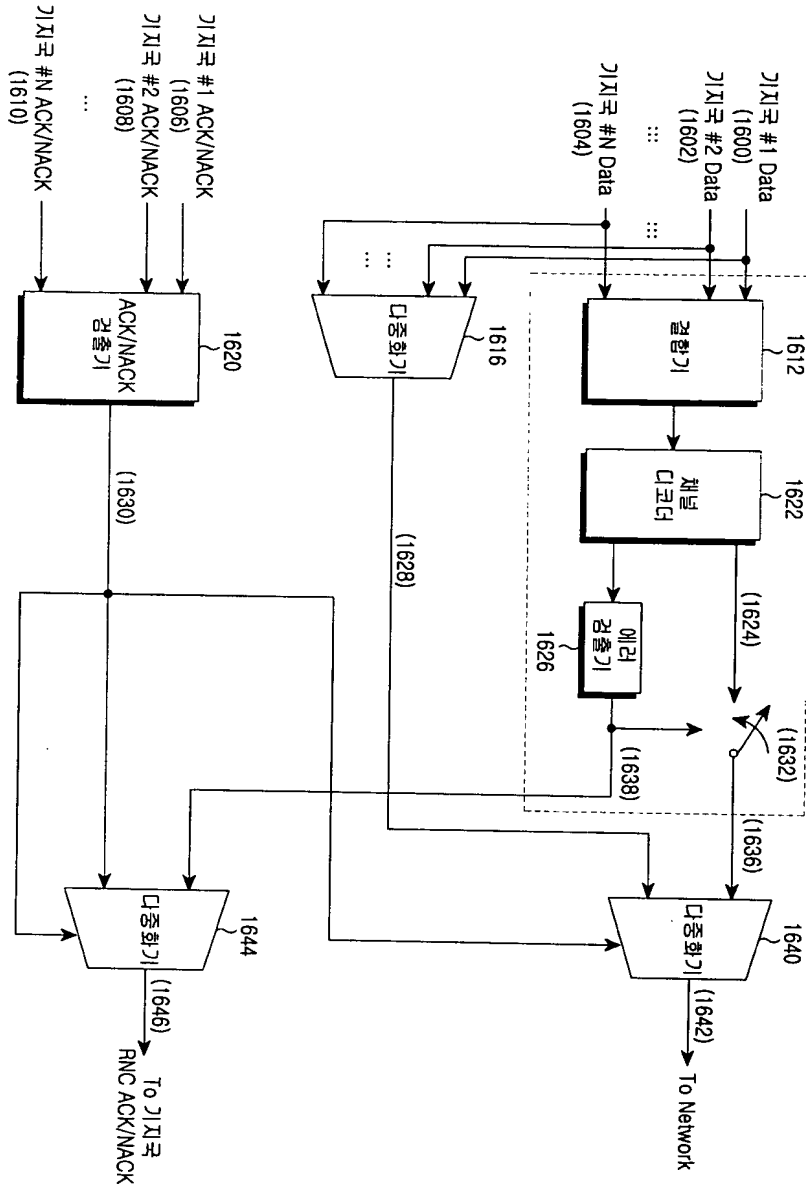 기지국 #1 Data
(1600)
기지국 #2 Data
(1602)
:::
기지국 #N Data
(1604)
:::
결합기
1612
채널
디코더
1622
(1624)
에러
검출기
1626
(1632)
(1636)
(1638)
다중화기
1640
(1642)
To Network
...
...
다중화기
1616
(1628)
기지국 #1 ACK/NACK
(1606)
기지국 #2 ACK/NACK
(1608)
...
기지국 #N ACK/NACK
(1610)
ACK/NACK
검출기
1620
(1630)
다중화기
1644
(1646)
To 기지국
RNC ACK/NACK